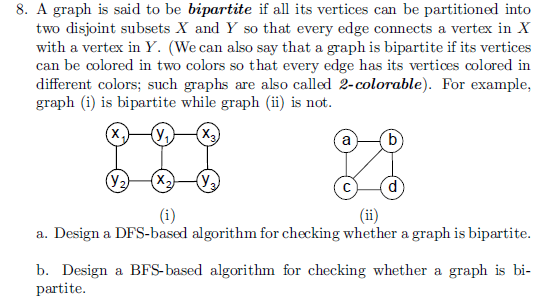 8. A graph is said to be bipartite if all its vertices can be partitioned into
two disjoint subsets X and Y so that every edge connects a vertex in X
with a vertex in Y. (We can also say that a graph is bipartite if its vertices
can be colored in two colors so that every edge has its vertices colored in
different colors; such graphs are also called 2-colorable). For example,
graph (i) is bipartite while graph (ii) is not.
x₁ y₁ x₃ a b
y₂ x₂ y₃ c d
(i) (ii)
a. Design a DFS-based algorithm for checking whether a graph is bipartite.
b. Design a BFS-based algorithm for checking whether a graph is bi-
partite.